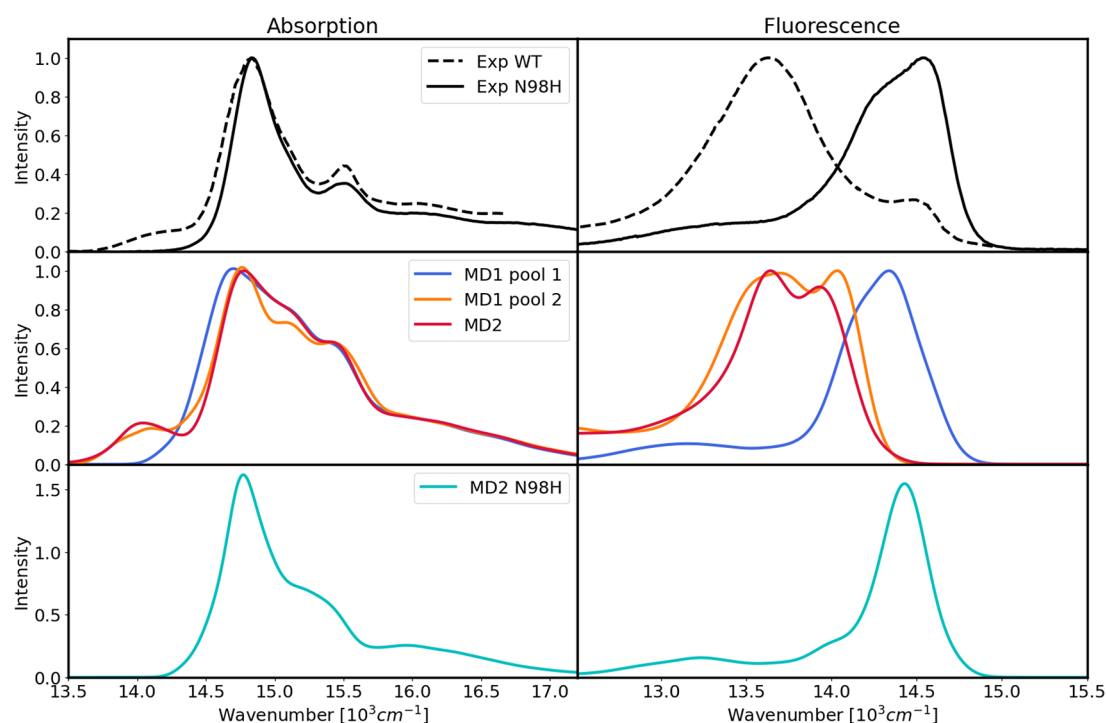 Absorption
Fluorescence
Intensity
1.0
0.8
0.6
0.4
0.2
0.0
Exp WT
Exp N98H
Intensity
1.0
0.8
0.6
0.4
0.2
0.0
MD1 pool 1
MD1 pool 2
MD2
Intensity
1.5
1.0
0.5
0.0
MD2 N98H
13.5 14.0 14.5 15.0 15.5 16.0 16.5 17.0
13.0 13.5 14.0 14.5 15.0 15.5
Wavenumber [10³cm⁻¹]
Wavenumber [10³cm⁻¹]